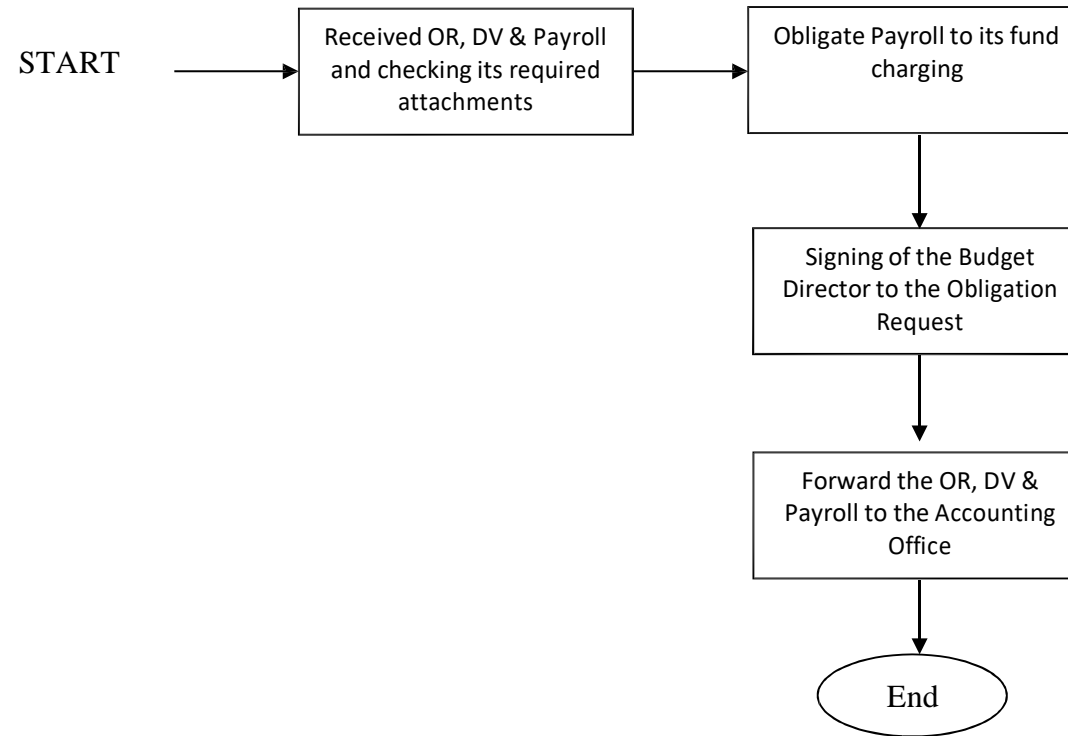 START
Received OR, DV & Payroll
and checking its required
attachments
Obligate Payroll to its fund
charging
Signing of the Budget
Director to the Obligation
Request
Forward the OR, DV &
Payroll to the Accounting
Office
End